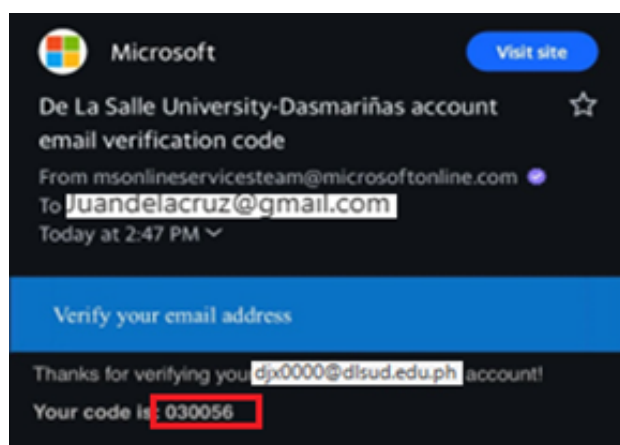 Microsoft
Visit site
De La Salle University-Dasmariñas account
email verification code
From msonlineservicesteam@microsoftonline.com
To Juandelacruz@gmail.com
Today at 2:47 PM
Verify your email address
Thanks for verifying your djx0000@dlsud.edu.ph account!
Your code is: 030056